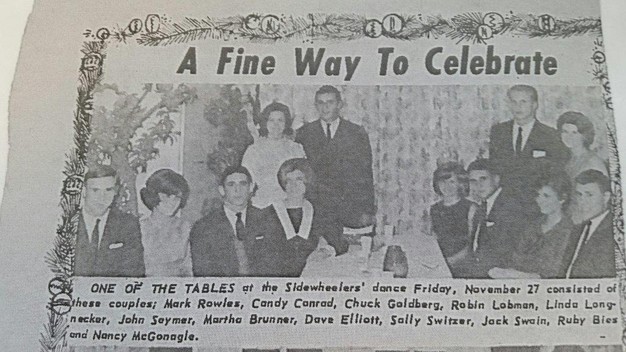 A Fine Way To Celebrate
ONE OF THE TABLES at the Sidewheelers' dance Friday, November 27 consisted of
these couples; Mark Rowles, Candy Conrad, Chuck Goldberg, Robin Lobman, Linda Long-
necker, John Saymer, Martha Brunner, Dave Elliott, Sally Switzer, Jack Swain, Ruby Bies
and Nancy McGonagle.